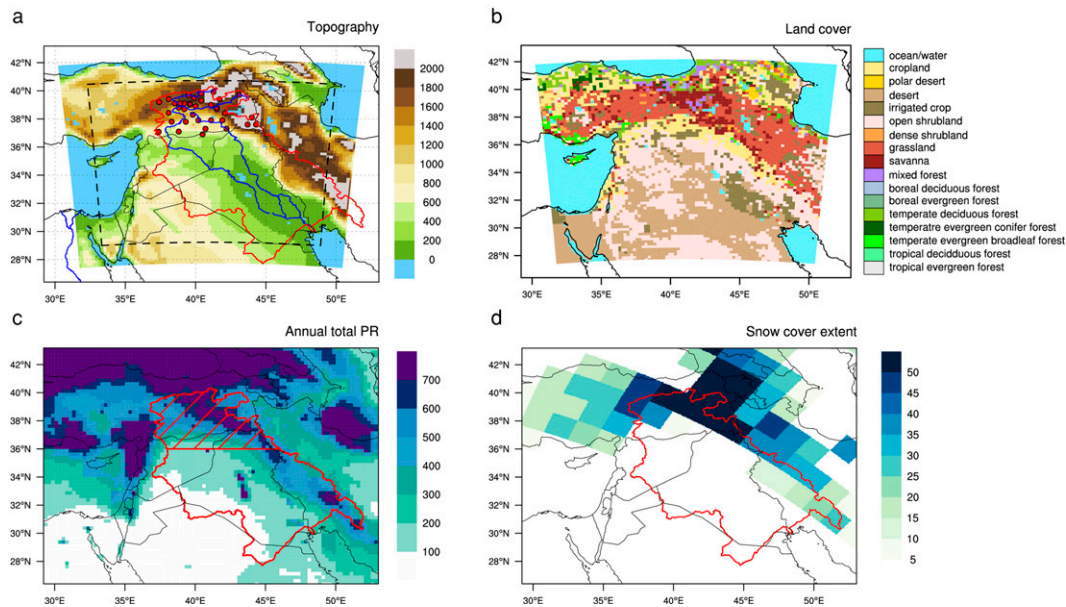 a
Topography
42°N
40°N
38°N
36°N
34°N
32°N
30°N
28°N
30°E
35°E
40°E
45°E
50°E
2000
1800
1600
1400
1200
1000
800
600
400
200
0
b
Land cover
42°N
40°N
38°N
36°N
34°N
32°N
30°N
28°N
30°E
35°E
40°E
45°E
50°E
ocean/water
cropland
polar desert
desert
irrigated crop
open shrubland
dense shrubland
grassland
savanna
mixed forest
boreal deciduous forest
boreal evergreen forest
temperate deciduous forest
temperatre evergreen conifer forest
temperate evergreen broadleaf forest
tropical decidduous forest
tropical evergreen forest
c
Annual total PR
42°N
40°N
38°N
36°N
34°N
32°N
30°N
28°N
30°E
35°E
40°E
45°E
50°E
700
600
500
400
300
200
100
d
Snow cover extent
42°N
40°N
38°N
36°N
34°N
32°N
30°N
28°N
30°E
35°E
40°E
45°E
50°E
50
45
40
35
30
25
20
15
10
5